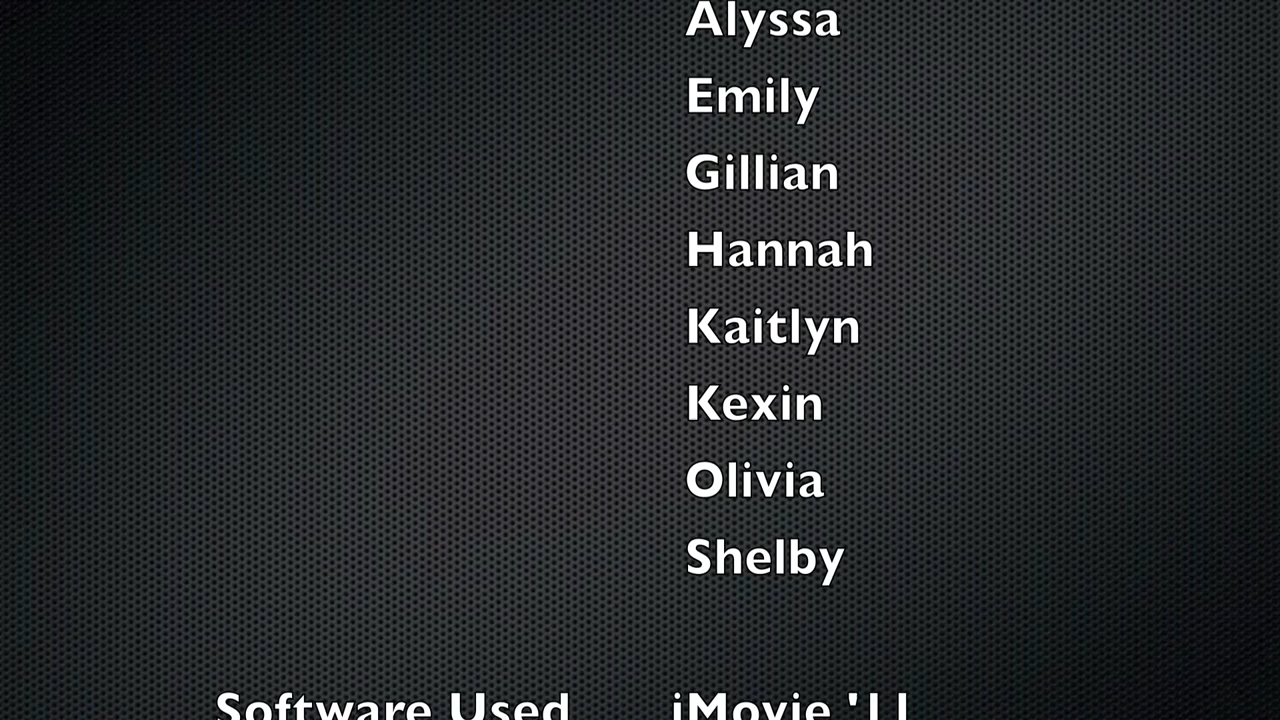 Alyssa
Emily
Gillian
Hannah
Kaitlyn
Kexin
Olivia
Shelby
Software Used iMovie '11